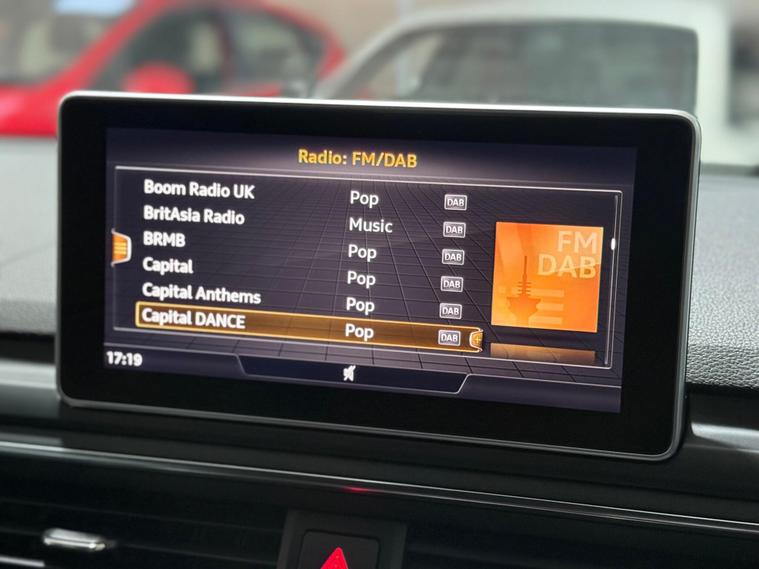 Radio: FM/DAB
Boom Radio UK Pop DAB
BritAsia Radio Music DAB
BRMB Pop DAB
Capital Pop DAB
Capital Anthems Pop DAB
Capital DANCE Pop DAB
FM
DAB
17:19